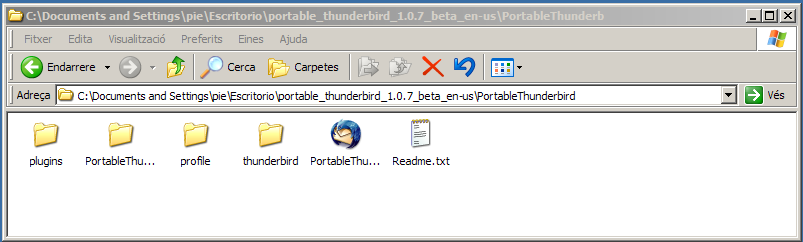 C:\Documents and Settings\pie\Escritorio\portable_thunderbird_1.0.7_beta_en-us\PortableThunderb
Fitxer Edita Visualització Preferits Eines Ajuda
Endarrere Cerca Carpetes
Adreça C:\Documents and Settings\pie\Escritorio\portable_thunderbird_1.0.7_beta_en-us\PortableThunderbird Vés
plugins PortableThu... profile thunderbird PortableThu... Readme.txt